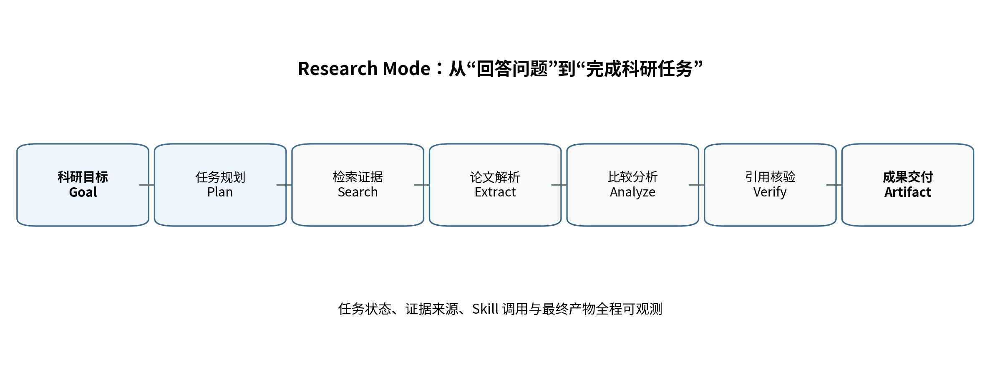 Research Mode：从“回答问题”到“完成科研任务”
科研目标
Goal
任务规划
Plan
检索证据
Search
论文解析
Extract
比较分析
Analyze
引用核验
Verify
成果交付
Artifact
任务状态、证据来源、Skill 调用与最终产物全程可观测